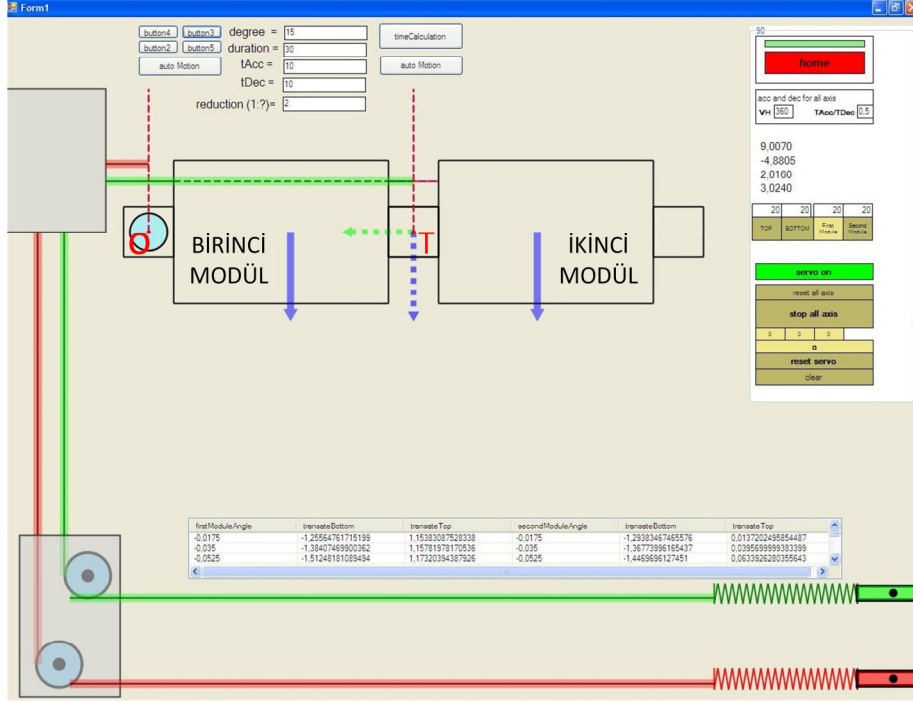 Form1
button4 button3 degree = 15
button2 button5 duration = 30
auto Motion tAcc = 10
tDec = 10
reduction (1:?)= 2
timeCalculation
auto Motion
90
home
acc and dec for all axis
VH 360 TAcc/TDec 0.5
9,0070
-4,8805
2,0160
3,0240
20 20 20 20
TOP BOTTOM First Module Second Module
servo on
reset all axis
stop all axis
0 0 0
0
reset servo
clear
O
BİRİNCİ
MODÜL
T
İKİNCİ
MODÜL
firstModuleAngle transateBottom transateTop secondModuleAngle transateBottom transateTop
-0,0175 -1,25564761715199 1,15383087528338 -0,0175 -1,29383467465576 0,0137202495854487
-0,035 -1,38407469900362 1,15781978170536 -0,035 -1,36773996165437 0,0395699999383399
-0,0525 -1,51248181089494 1,17320394387926 -0,0525 -1,4469696127451 0,0633926280355643